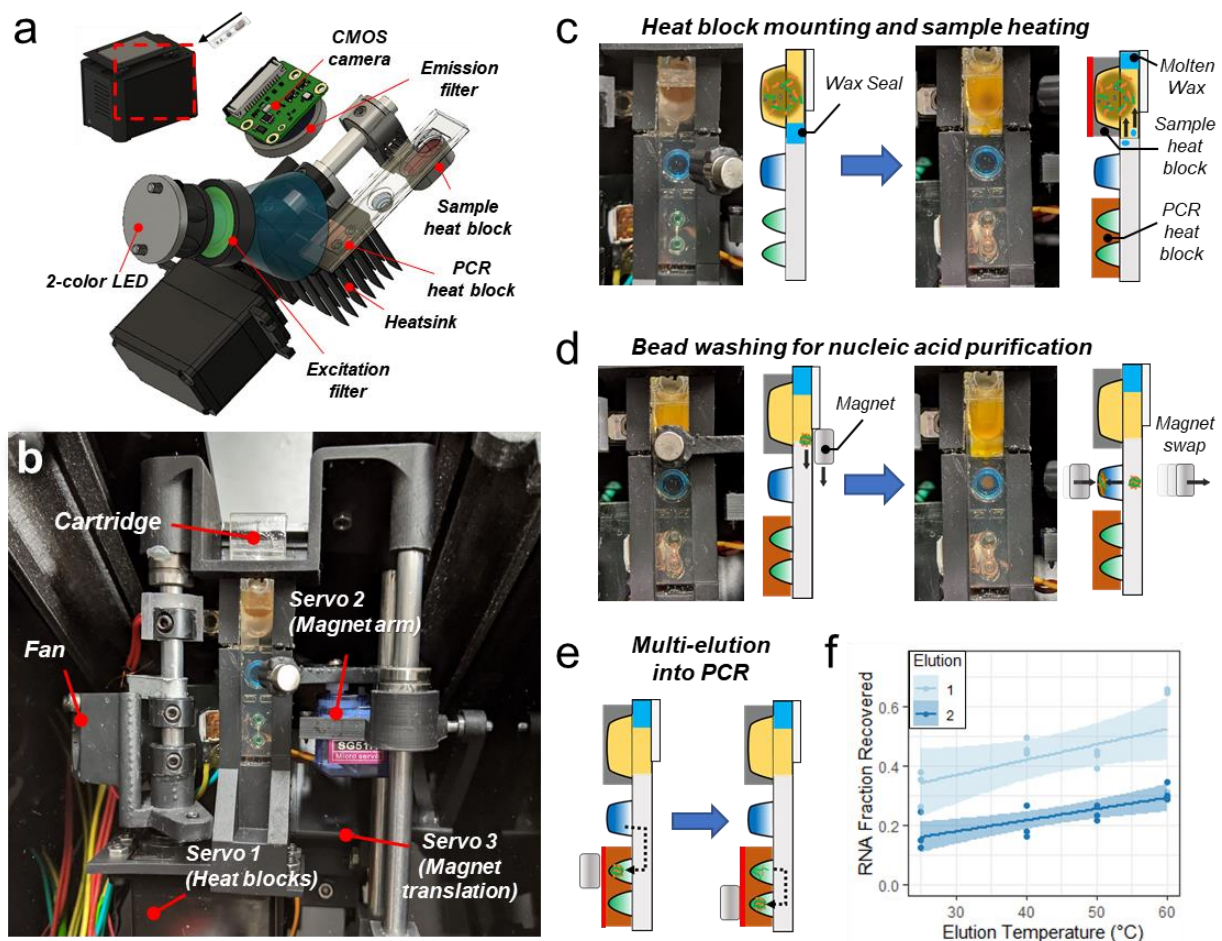 a
CMOS
camera
Emission
filter
Sample
heat block
PCR
heat block
Heatsink
2-color LED
Excitation
filter
b
Cartridge
Servo 2
(Magnet arm)
Fan
SG51R
Micro servo
Servo 1
(Heat blocks)
Servo 3
(Magnet
translation)
c
Heat block mounting and sample heating
Wax Seal
Molten
Wax
Sample
heat
block
PCR
heat
block
d
Bead washing for nucleic acid purification
Magnet
Magnet
swap
e
Multi-elution
into PCR
f
Elution
1
2
RNA Fraction Recovered
0.6
0.4
0.2
0.0
30
40
50
60
Elution Temperature (°C)